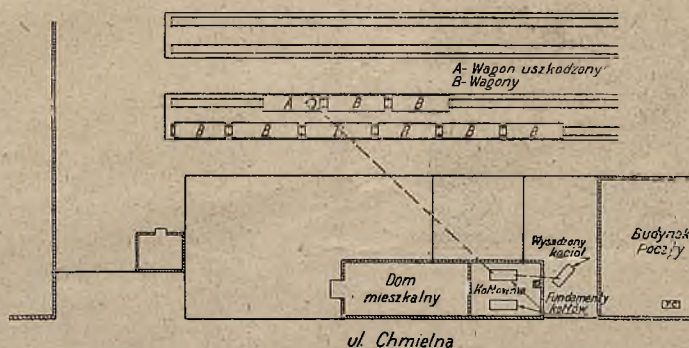 A- Wagon uszkodzony
B- Wagony
A B B
B B B B B
Wysadzony
kocioł
Budynek
Poczty
Dom
mieszkalny
Kotłownia
Fundamenty
kotłów
ul. Chmielna